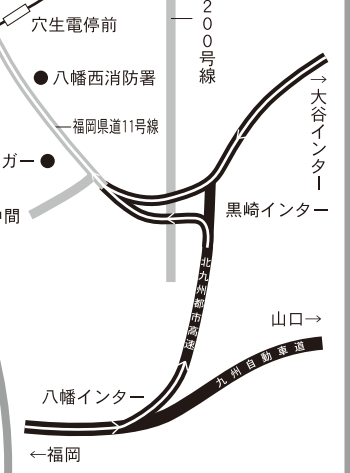 穴生電停前
200号線
八幡西消防署
→大谷インター
福岡県道11号線
ガー
黒崎インター
間
北九州都市高速
山口→
九州自動車道
八幡インター
←福岡